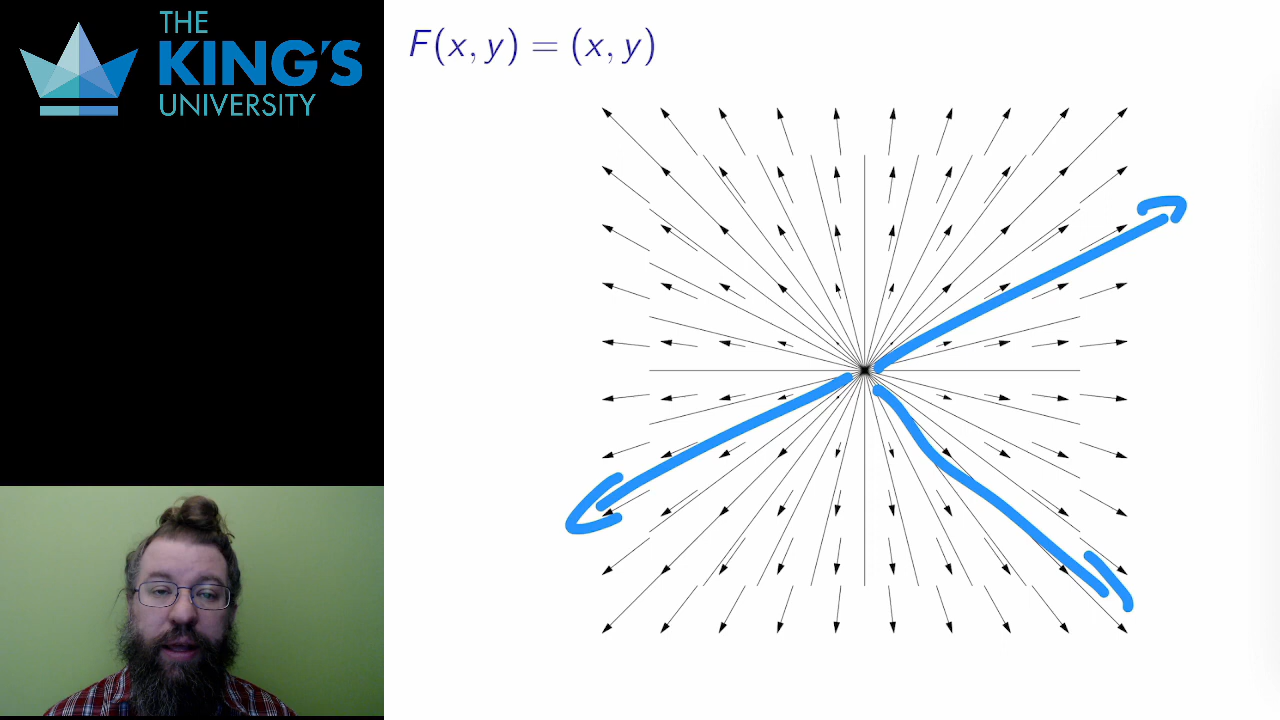 THE
KING'S
UNIVERSITY
F(x, y) = (x, y)